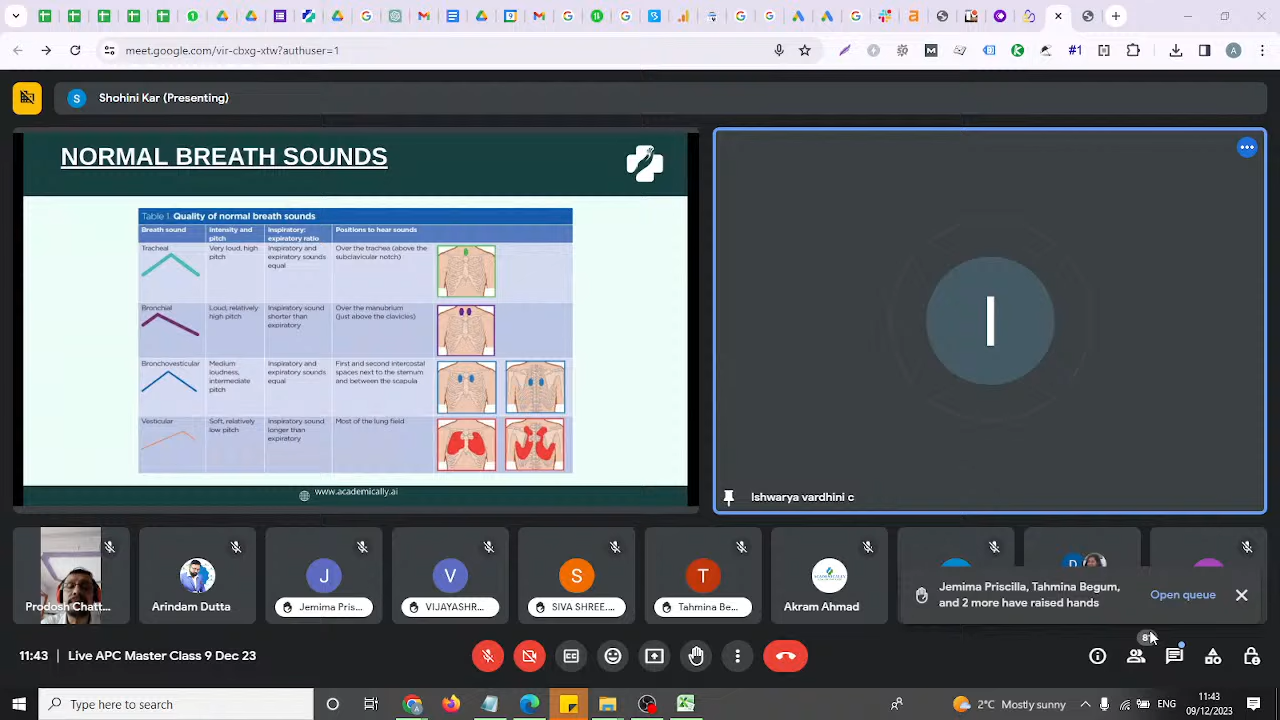 meet.google.com/vir-cbxg-xtw?authuser=1
#1
A
S
Shohini Kar (Presenting)
NORMAL BREATH SOUNDS
Table 1. Quality of normal breath sounds
Breath sound
Intensity and
pitch
Inspiratory:
expiratory ratio
Positions to hear sounds
Tracheal
Very loud, high
pitch
Inspiratory and
expiratory sounds
equal
Over the trachea (above the
subclavicular notch)
Bronchial
Loud, relatively
high pitch
Inspiratory sound
shorter than
expiratory
Over the manubrium
(just above the clavicles)
Bronchovesticular
Medium
loudness,
intermediate
pitch
Inspiratory and
expiratory sounds
equal
First and second intercostal
spaces next to the sternum
and between the scapula
Vesticular
Soft, relatively
low pitch
Inspiratory sound
longer than
expiratory
Most of the lung field
www.academically.ai
I
Ishwarya vardhini c
Prodosh Chatt...
Arindam Dutta
J
Jemima Pris...
V
VIJAYASHR...
S
SIVA SHREE....
T
Tahmina Be...
Akram Ahmad
D
Jemima Priscilla, Tahmina Begum,
and 2 more have raised hands
Open queue
11:43 | Live APC Master Class 9 Dec 23
Type here to search
2°C Mostly sunny
ENG
11:43
09/12/2023